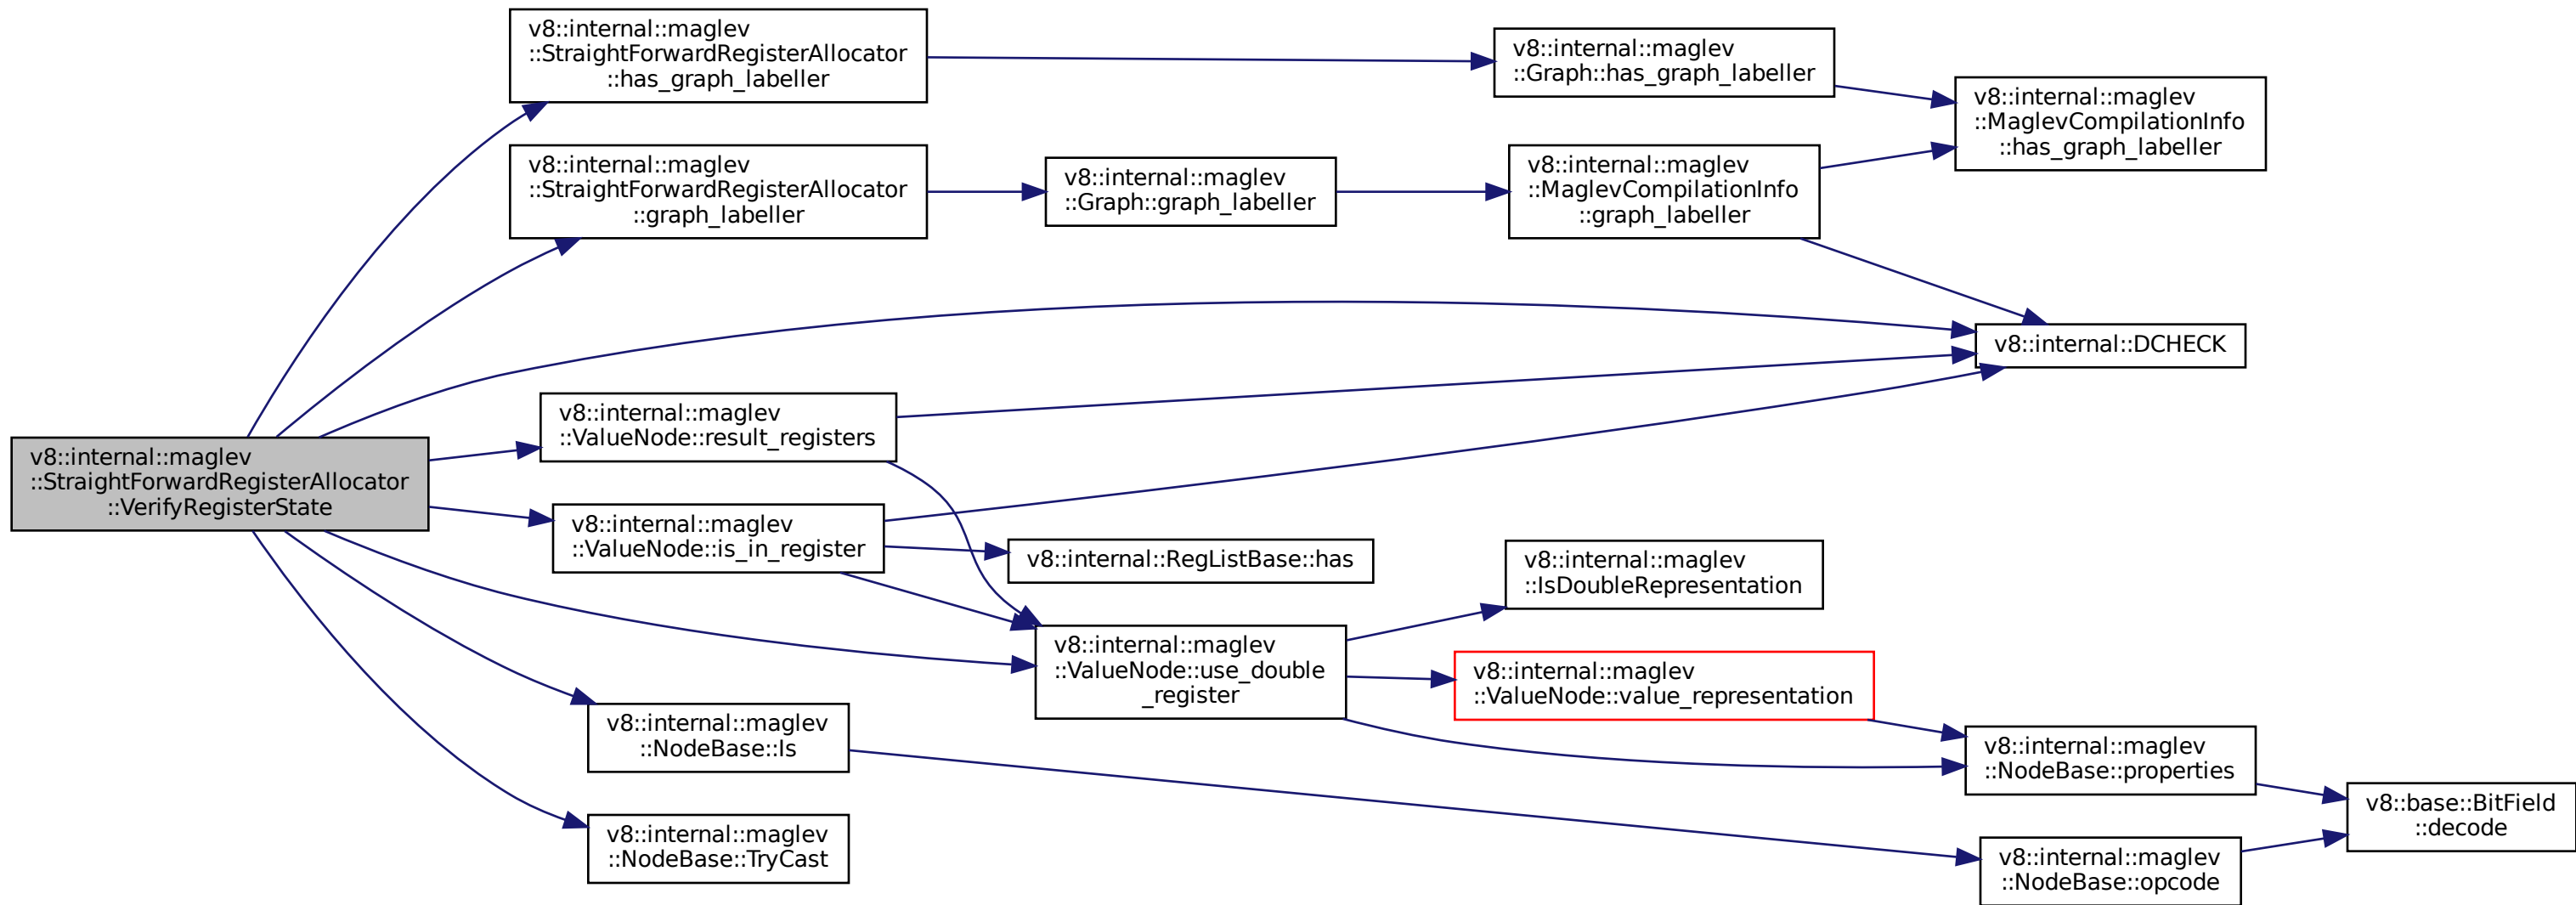 v8::internal::maglev
::StraightForwardRegisterAllocator
::VerifyRegisterState
v8::internal::maglev
::StraightForwardRegisterAllocator
::has_graph_labeller
v8::internal::maglev
::Graph::has_graph_labeller
v8::internal::maglev
::MaglevCompilationInfo
::has_graph_labeller
v8::internal::maglev
::StraightForwardRegisterAllocator
::graph_labeller
v8::internal::maglev
::Graph::graph_labeller
v8::internal::maglev
::MaglevCompilationInfo
::graph_labeller
v8::internal::DCHECK
v8::internal::maglev
::ValueNode::result_registers
v8::internal::maglev
::ValueNode::is_in_register
v8::internal::RegListBase::has
v8::internal::maglev
::IsDoubleRepresentation
v8::internal::maglev
::ValueNode::use_double
_register
v8::internal::maglev
::ValueNode::value_representation
v8::internal::maglev
::NodeBase::Is
v8::internal::maglev
::NodeBase::properties
v8::base::BitField
::decode
v8::internal::maglev
::NodeBase::TryCast
v8::internal::maglev
::NodeBase::opcode